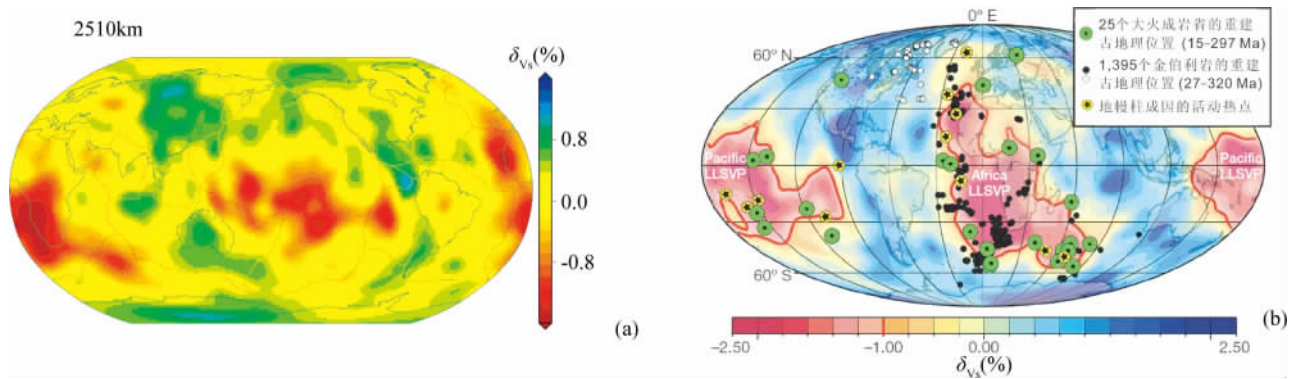 2510km
δVs(%)
0.8
0.0
-0.8
(a)
0° E
60° N
60° S
Pacific
LLSVP
Africa
LLSVP
Pacific
LLSVP
25个大火成岩省的重建
古地理位置 (15-297 Ma)
1,395个金伯利岩的重建
古地理位置 (27-320 Ma)
地幔柱成因的活动热点
(b)
−2.50
−1.00
0.00
2.50
δVs(%)